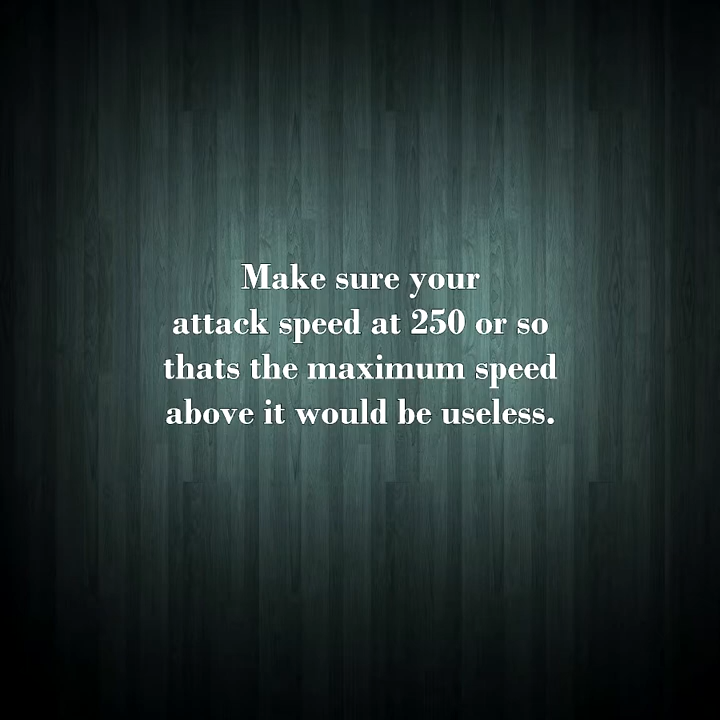 Make sure your
attack speed at 250 or so
thats the maximum speed
above it would be useless.